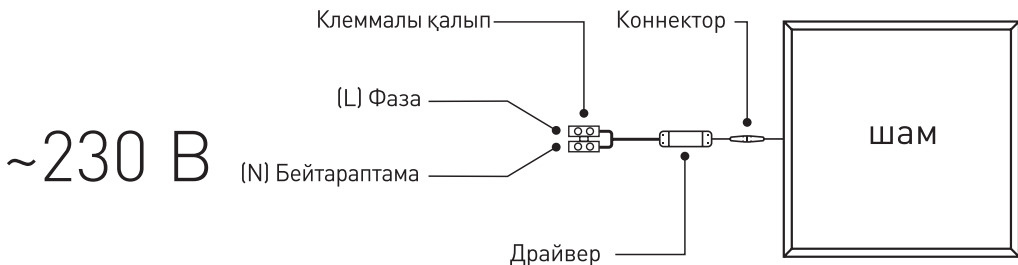 Клеммалы қалып
Коннектор
(L) Фаза
~230 В
шам
(N) Бейтараптама
Драйвер